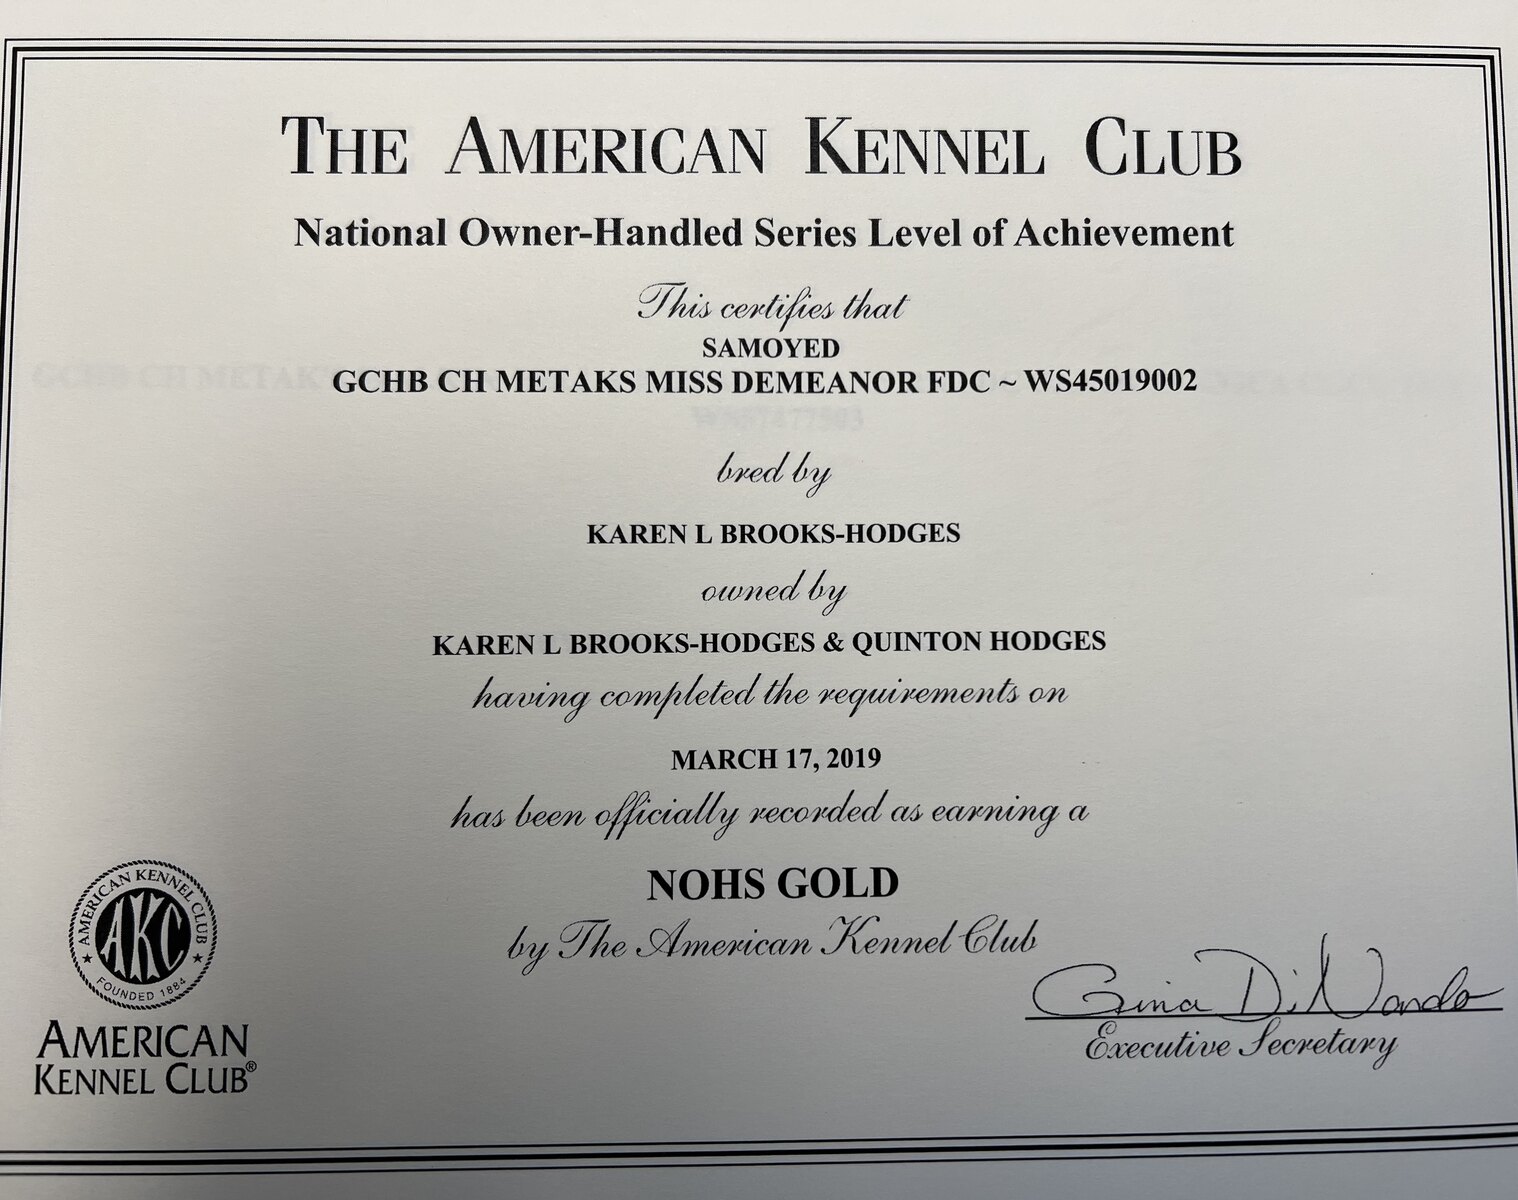 THE AMERICAN KENNEL CLUB
National Owner-Handled Series Level of Achievement
This certifies that
SAMOYED
GCHB CH METAKS MISS DEMEANOR FDC ~ WS45019002
GCHB CH METAK
bred by
KAREN L BROOKS-HODGES
owned by
KAREN L BROOKS-HODGES & QUINTON HODGES
having completed the requirements on
MARCH 17, 2019
has been officially recorded as earning a
NOHS GOLD
by The American Kennel Club
AMERICAN KENNEL CLUB
AKC
FOUNDED 1884
AMERICAN
KENNEL CLUB®
Gina DiNardo
Executive Secretary